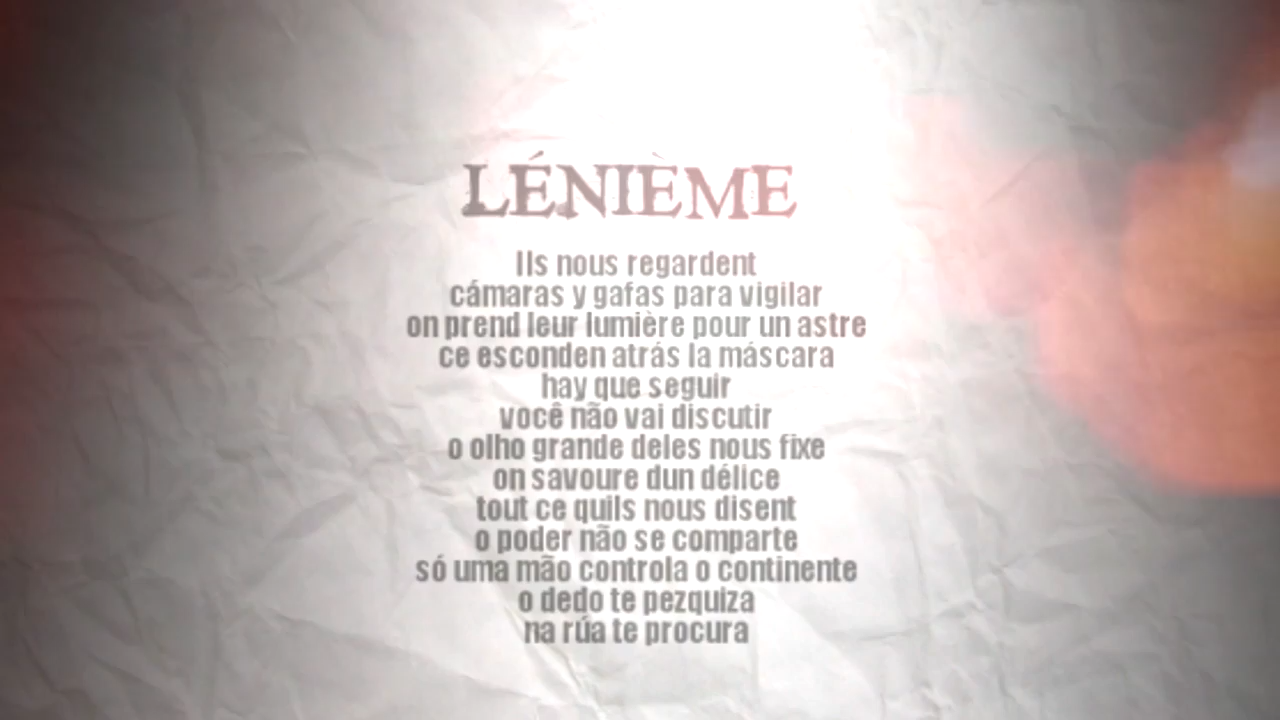 LÉNIÈME
Ils nous regardent
cámaras y gafas para vigilar
on prend leur lumière pour un astre
ce esconden atrás la máscara
hay que seguir
você não vai discutir
o olho grande deles nous fixe
on savoure dun délice
tout ce quils nous disent
o poder não se comparte
só uma mão controla o continente
o dedo te pezquiza
na rúa te procura